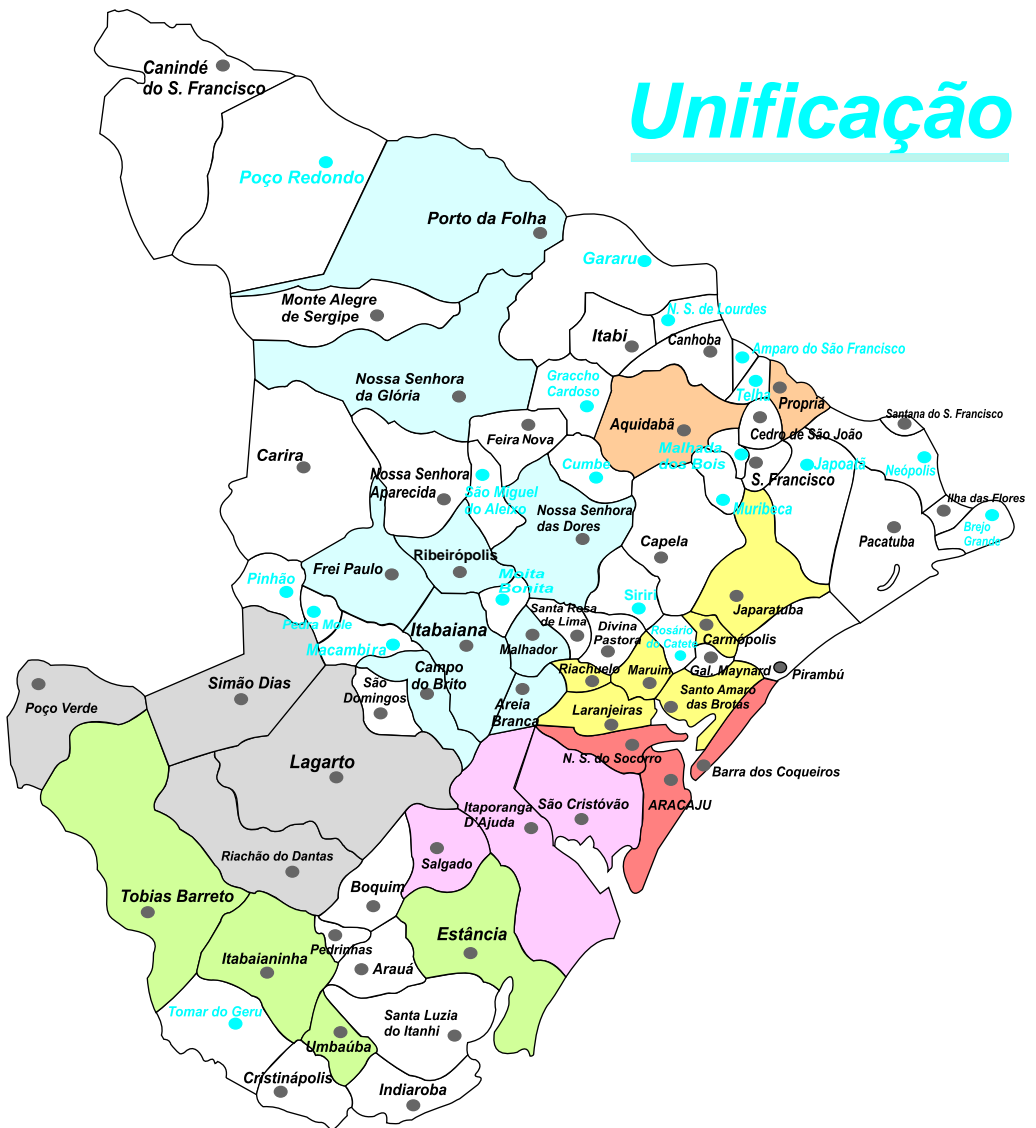 Unificação
Canindé
do S. Francisco
Poço Redondo
Porto da Folha
Gararu
Monte Alegre
de Sergipe
N. S. de Lourdes
Itabi
Canhoba
Amparo do São Francisco
Nossa Senhora
da Glória
Graccho
Cardoso
Telha
Propriá
Santana do S. Francisco
Aquidabã
Cedro de São João
Feira Nova
Carira
Malhada
dos Bois
Nossa Senhora
Aparecida
Cumbe
Japoatã
Neópolis
S. Francisco
São Miguel
do Aleixo
Ilha das Flores
Muribeca
Nossa Senhora
das Dores
Brejo
Grande
Capela
Pacatuba
Ribeirópolis
Frei Paulo
Pinhão
Moita
Bonita
Siriri
Japaratuba
Santa Rosa
de Lima
Pedra Mole
Itabaiana
Divina
Pastora
Rosário
do Catete
Carmópolis
Macambira
Malhador
Campo
do Brito
Riachuelo
Maruim
Gal. Maynard
Pirambú
Simão Dias
São
Domingos
Santo Amaro
das Brotas
Poço Verde
Areia
Branca
Laranjeiras
Lagarto
N. S. do Socorro
Barra dos Coqueiros
Itaporanga
D'Ajuda
São Cristóvão
ARACAJU
Riachão do Dantas
Salgado
Boquim
Tobias Barreto
Estância
Pedrinhas
Itabaianinha
Arauá
Tomar do Geru
Santa Luzia
do Itanhi
Umbaúba
Cristinápolis
Indiaroba